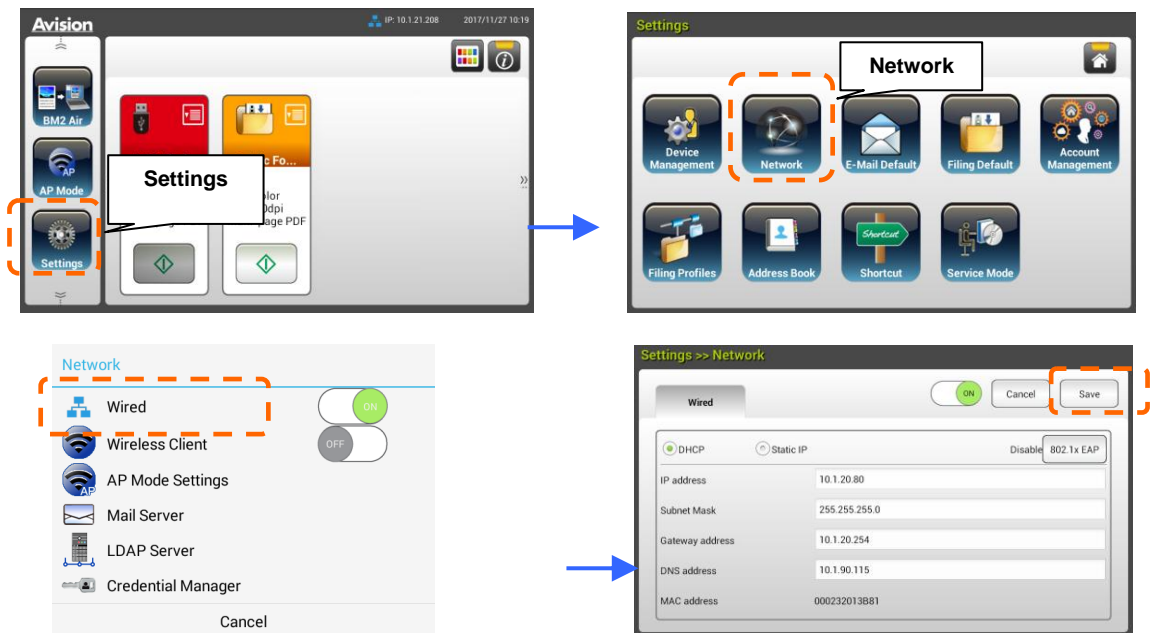 Avision
IP: 10.1.21.208 2017/11/27 10:19
BM2 Air
AP
AP Mode
Settings
c Fo...
Settings
olor
0dpi
age PDF
Settings
Network
Device
Management
Network
E-Mail Default
Filing Default
Account
Management
Filing Profiles
Address Book
Shortcut
Shortcut
Service Mode
Network
Wired ON
Wireless Client OFF
AP
AP Mode Settings
Mail Server
LDAP Server
Credential Manager
Cancel
Settings >> Network
Wired ON Cancel Save
DHCP Static IP Disable 802.1x EAP
IP address 10.1.20.80
Subnet Mask 255.255.255.0
Gateway address 10.1.20.254
DNS address 10.1.90.115
MAC address 000232013B81